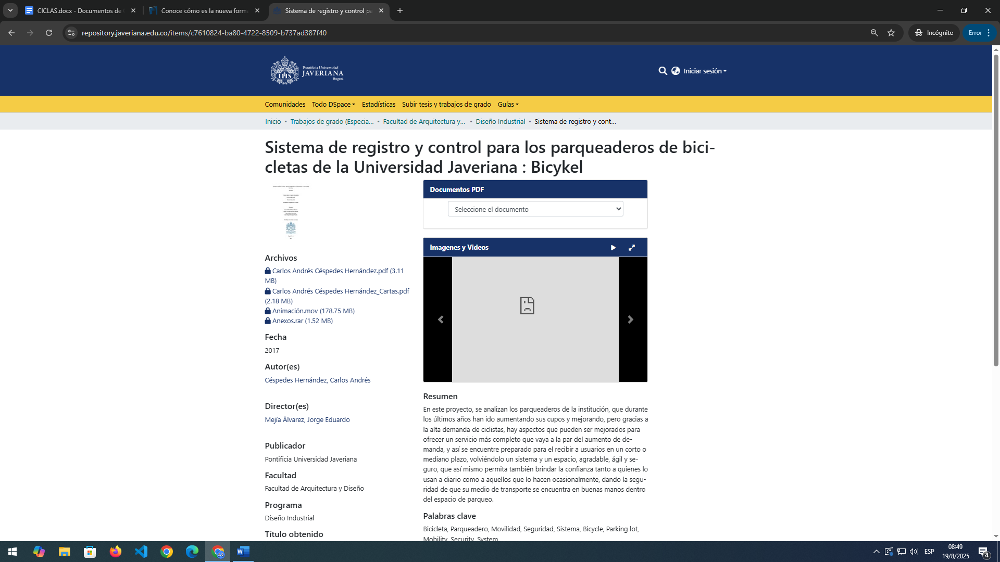 CICLAS.docx - Documentos de
Conoce cómo es la nueva form
Sistema de registro y control pa
repository.javeriana.edu.co/items/c7610824-ba80-4722-8509-b737ad387f40
Incógnito
Error
Pontificia Universidad
JAVERIANA
Bogotá
Iniciar sesión
Comunidades Todo DSpace Estadísticas Subir tesis y trabajos de grado Guías
Inicio • Trabajos de grado (Especia... • Facultad de Arquitectura y... • Diseño Industrial • Sistema de registro y cont...
Sistema de registro y control para los parqueaderos de bici-
cletas de la Universidad Javeriana : Bicykel
Archivos
Carlos Andrés Céspedes Hernández.pdf (3.11
MB)
Carlos Andrés Céspedes Hernández_Cartas.pdf
(2.18 MB)
Animación.mov (178.75 MB)
Anexos.rar (1.52 MB)
Fecha
2017
Autor(es)
Céspedes Hernández, Carlos Andrés
Director(es)
Mejía Álvarez, Jorge Eduardo
Publicador
Pontificia Universidad Javeriana
Facultad
Facultad de Arquitectura y Diseño
Programa
Diseño Industrial
Título obtenido
Documentos PDF
Seleccione el documento
Imagenes y Videos
Resumen
En este proyecto, se analizan los parqueaderos de la institución, que durante
los últimos años han ido aumentando sus cupos y mejorando, pero gracias a
la alta demanda de ciclistas, hay aspectos que pueden ser mejorados para
ofrecer un servicio más completo que vaya a la par del aumento de de-
manda, y así se encuentre preparado para el recibir a usuarios en un corto o
mediano plazo, volviéndolo un sistema y un espacio, agradable, ágil y se-
guro, que así mismo permita también brindar la confianza tanto a quienes lo
usan a diario como a aquellos que lo hacen ocasionalmente, dando la segu-
ridad de que su medio de transporte se encuentra en buenas manos dentro
del espacio de parqueo.
Palabras clave
Bicicleta, Parqueadero, Movilidad, Seguridad, Sistema, Bicycle, Parking lot,
Mobility, Security, System
ESP
08:49
19/8/2025
4